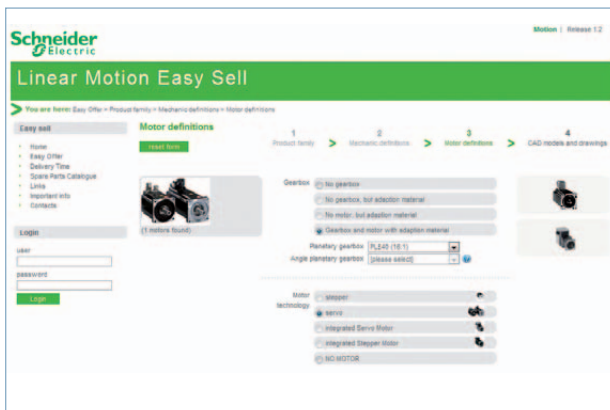 Motion | Release 1.2
Schneider
Electric
Linear Motion Easy Sell
You are here: Easy Offer > Product family > Mechanic definitions > Motor definitions
Easy sell
Home
Easy Offer
Delivery Time
Spare Parts Catalogue
Links
Important Info
Contacts
Login
user
password
Login
Motor definitions
reset form
(1 motors found)
1
Product family
2
Mechanic definitions
3
Motor definitions
4
CAD models and drawings
Gearbox
No gearbox
No gearbox, but adaption material
No motor, but adaption material
Gearbox and motor with adaption material
Planetary gearbox PLE40 (16:1)
Angle planetary gearbox [please select]
Motor
technology
stepper
servo
integrated Servo Motor
integrated Stepper Motor
NO MOTOR